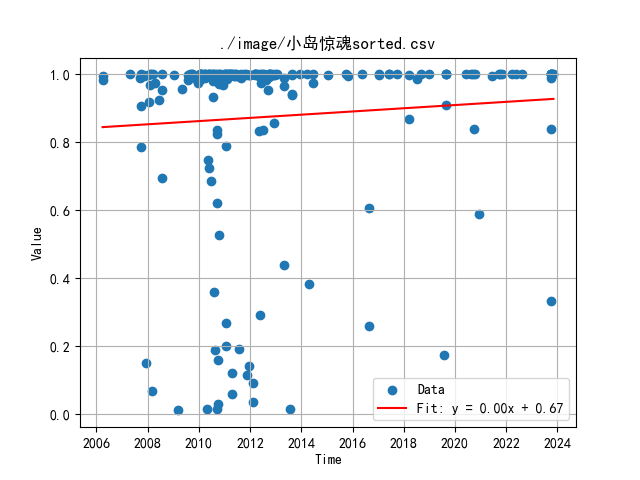 ./image/小岛惊魂sorted.csv
1.0
0.8
0.6
0.4
0.2
0.0
Value
Data
Fit: y = 0.00x + 0.67
2006 2008 2010 2012 2014 2016 2018 2020 2022 2024
Time